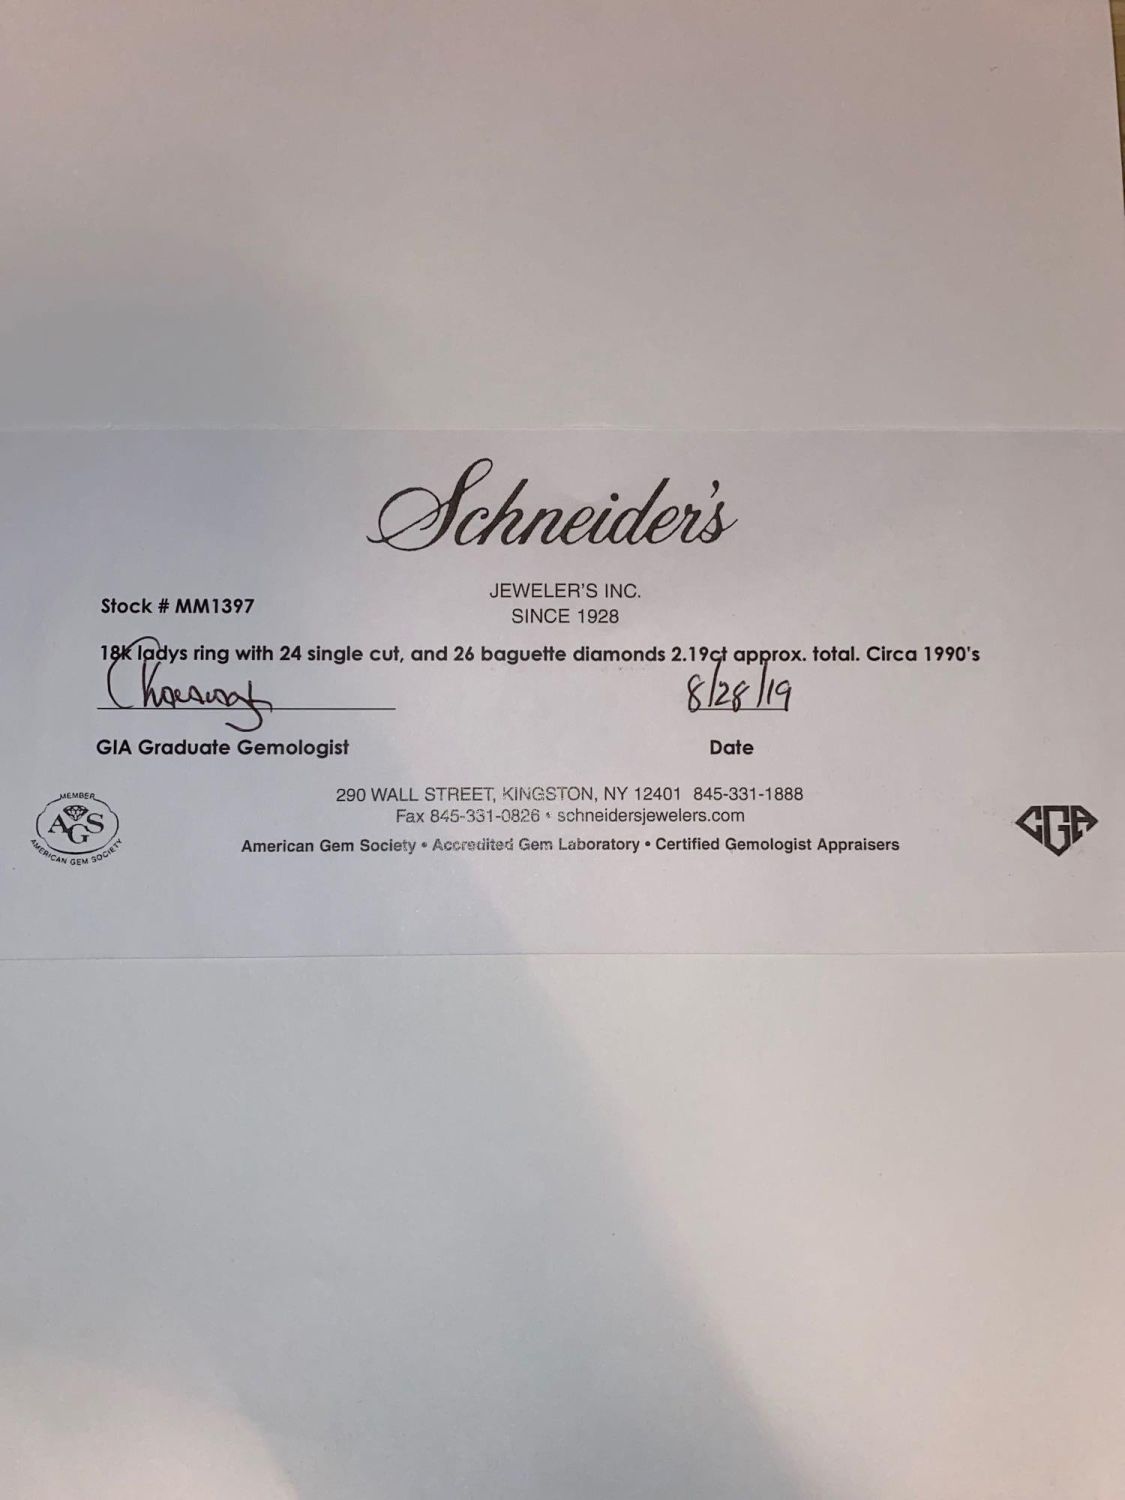 Schneider's
JEWELER'S INC.
SINCE 1928
Stock # MM1397
18k ladys ring with 24 single cut, and 26 baguette diamonds 2.19ct approx. total. Circa 1990's
8/28/19
GIA Graduate Gemologist
Date
290 WALL STREET, KINGSTON, NY 12401 845-331-1888
Fax 845-331-0826 • schneidersjewelers.com
American Gem Society • Accredited Gem Laboratory • Certified Gemologist Appraisers
MEMBER
AGS
AMERICAN GEM SOCIETY
CGA